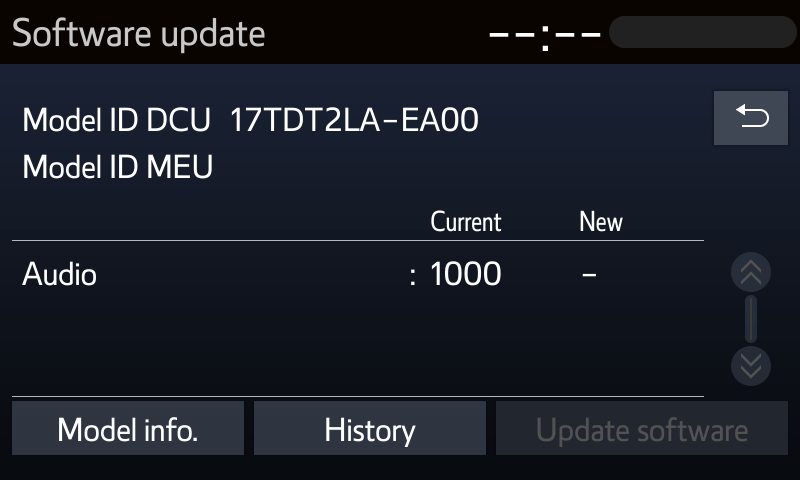 Software update --:--
Model ID DCU 17TDT2LA-EA00
Model ID MEU
Current New
Audio : 1000 -
Model info. History Update software